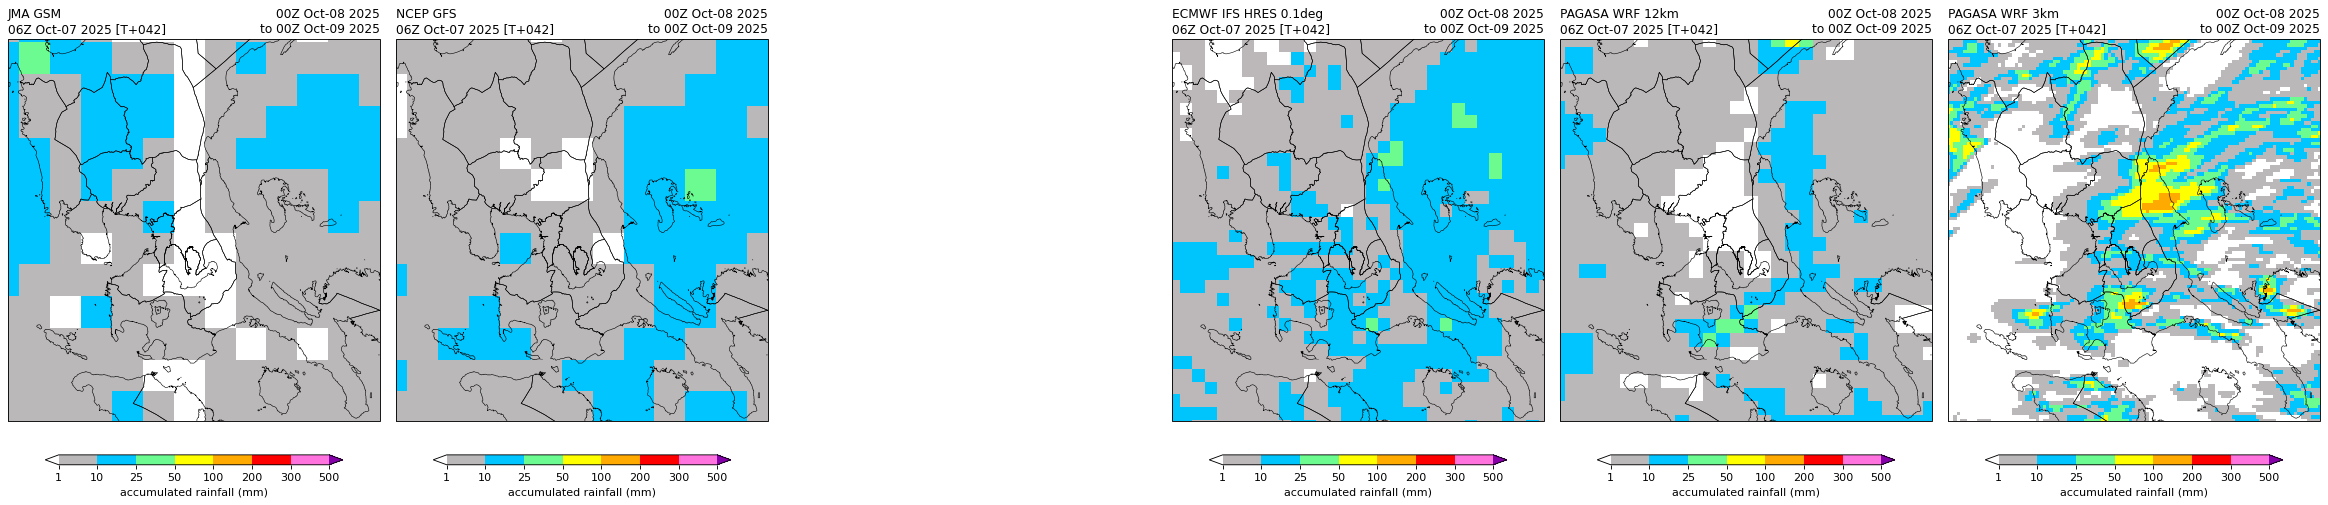 JMA GSM 00Z Oct-08 2025
06Z Oct-07 2025 [T+042] to 00Z Oct-09 2025
1 10 25 50 100 200 300 500
accumulated rainfall (mm)
NCEP GFS 00Z Oct-08 2025
06Z Oct-07 2025 [T+042] to 00Z Oct-09 2025
1 10 25 50 100 200 300 500
accumulated rainfall (mm)
ECMWF IFS HRES 0.1deg 00Z Oct-08 2025
06Z Oct-07 2025 [T+042] to 00Z Oct-09 2025
1 10 25 50 100 200 300 500
accumulated rainfall (mm)
PAGASA WRF 12km 00Z Oct-08 2025
06Z Oct-07 2025 [T+042] to 00Z Oct-09 2025
1 10 25 50 100 200 300 500
accumulated rainfall (mm)
PAGASA WRF 3km 00Z Oct-08 2025
06Z Oct-07 2025 [T+042] to 00Z Oct-09 2025
1 10 25 50 100 200 300 500
accumulated rainfall (mm)